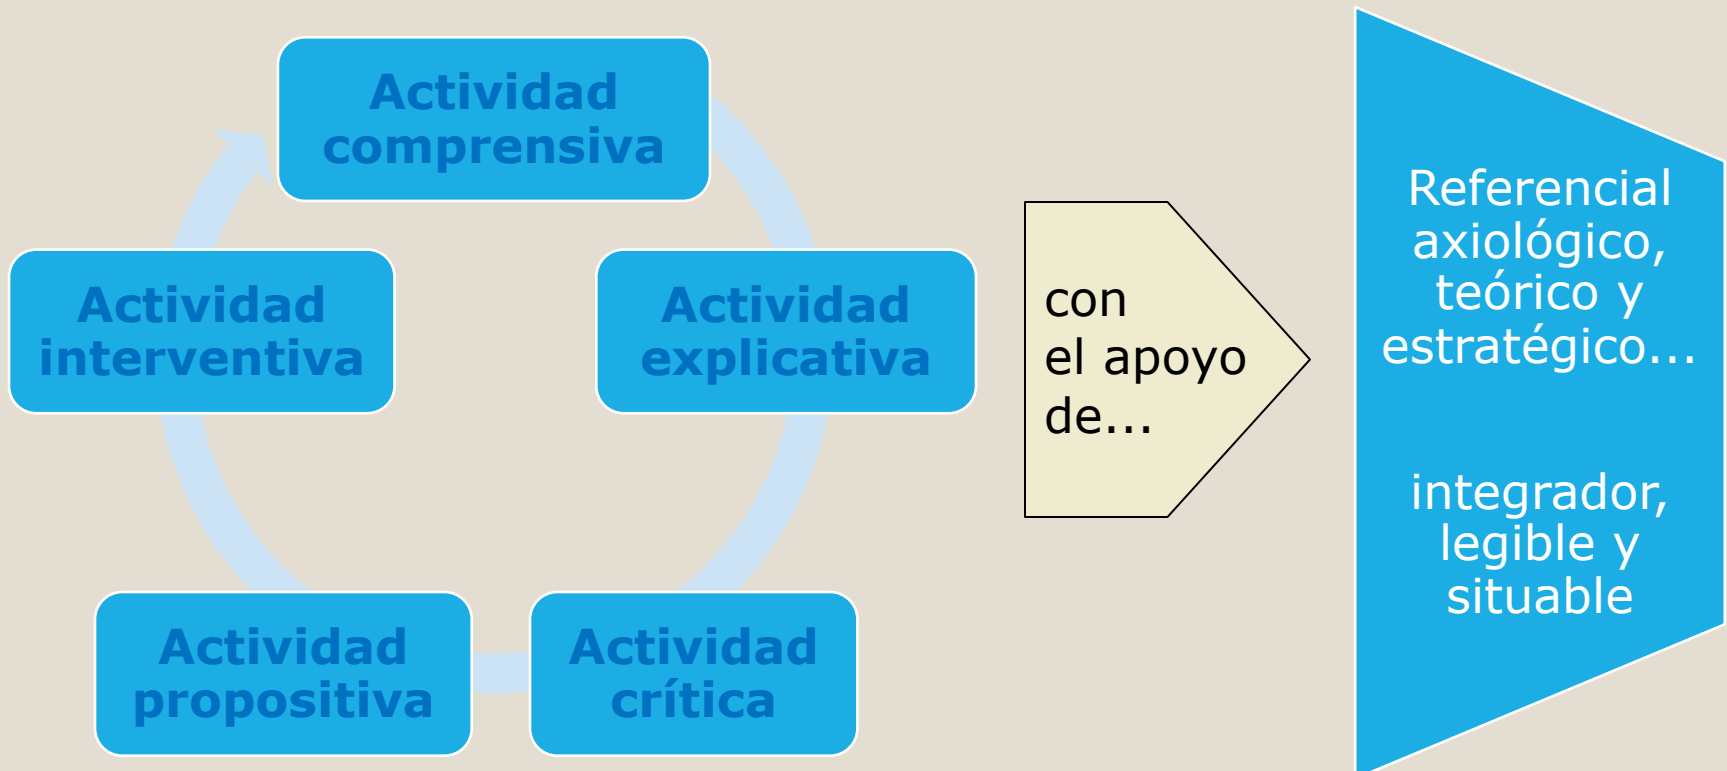 Actividad
comprensiva
Actividad
explicativa
Actividad
crítica
Actividad
propositiva
Actividad
interventiva
con
el apoyo
de...
Referencial
axiológico,
teórico y
estratégico...
integrador,
legible y
situable